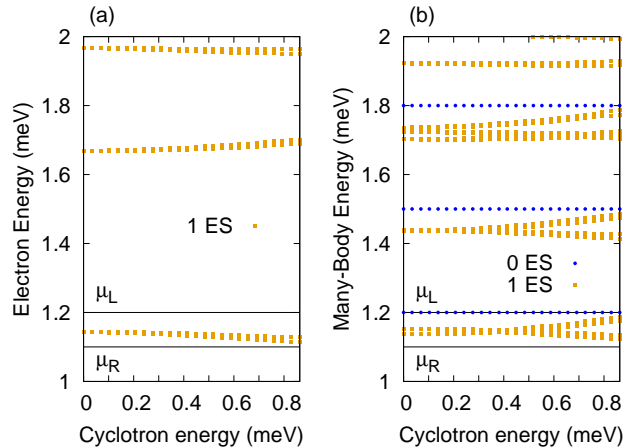 (a)
(b)
Electron Energy (meV)
2
1.8
1.6
1.4
1.2
1
1 ES
μL
μR
0 0.2 0.4 0.6 0.8
Cyclotron energy (meV)
Many-Body Energy (meV)
2
1.8
1.6
1.4
1.2
1
0 ES
1 ES
μL
μR
0 0.2 0.4 0.6 0.8
Cyclotron energy (meV)